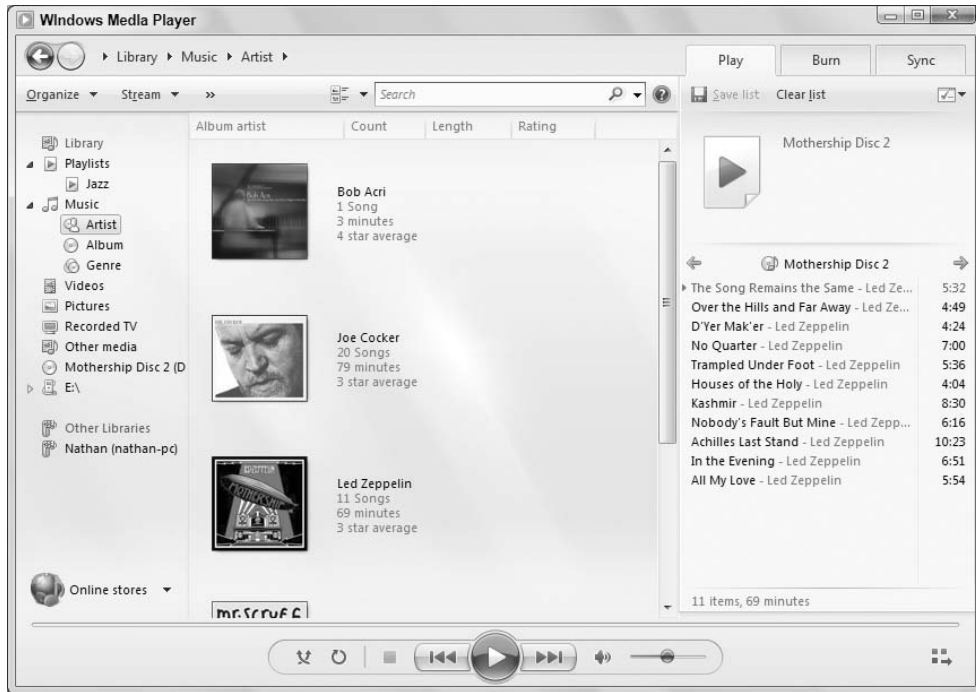 Windows Media Player
Library Music Artist
Play Burn Sync
Organize Stream » Search
Save list Clear list
Album artist Count Length Rating
Library
Playlists
Jazz
Music
Artist
Album
Genre
Videos
Pictures
Recorded TV
Other media
Mothership Disc 2 (D
E:\
Other Libraries
Nathan (nathan-pc)
Online stores
Bob Acri
Bob Acri
1 Song
3 minutes
4 star average
JOE COCKER
Joe Cocker
20 Songs
79 minutes
3 star average
LED ZEPPELIN
MOTHERSHIP
Led Zeppelin
11 Songs
69 minutes
3 star average
mr.scruff
Mothership Disc 2
Mothership Disc 2
The Song Remains the Same - Led Ze... 5:32
Over the Hills and Far Away - Led Ze... 4:49
D'Yer Mak'er - Led Zeppelin 4:24
No Quarter - Led Zeppelin 7:00
Trampled Under Foot - Led Zeppelin 5:36
Houses of the Holy - Led Zeppelin 4:04
Kashmir - Led Zeppelin 8:30
Nobody's Fault But Mine - Led Zepp... 6:16
Achilles Last Stand - Led Zeppelin 10:23
In the Evening - Led Zeppelin 6:51
All My Love - Led Zeppelin 5:54
11 items, 69 minutes